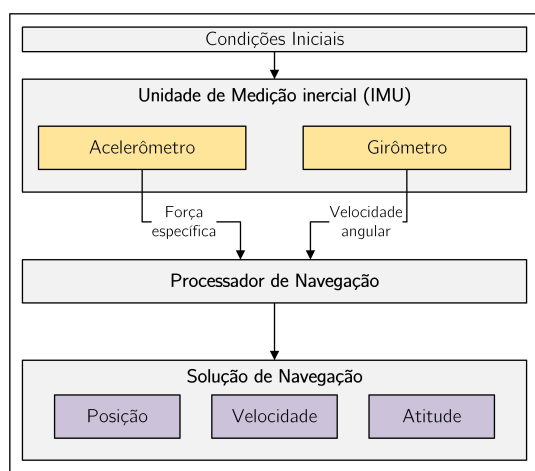 Condições Iniciais
Unidade de Medição inercial (IMU)
Acelerômetro
Girômetro
Força
específica
Velocidade
angular
Processador de Navegação
Solução de Navegação
Posição
Velocidade
Atitude